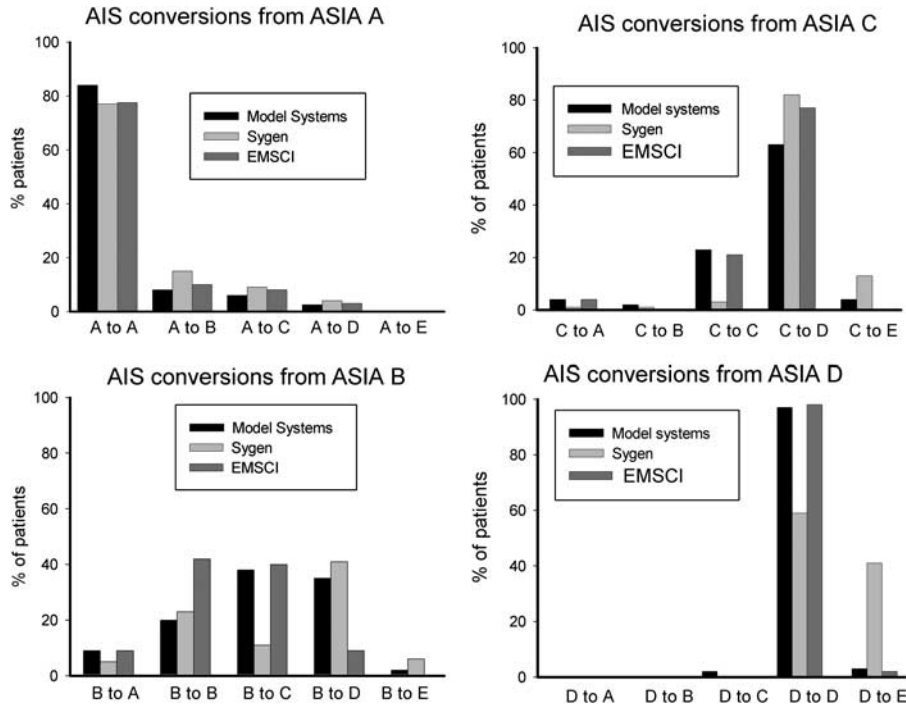 AIS conversions from ASIA A
% patients
100
80
60
40
20
0
Model Systems
Sygen
EMSCI
A to A A to B A to C A to D A to E
AIS conversions from ASIA C
% of patients
100
80
60
40
20
0
Model systems
Sygen
EMSCI
C to A C to B C to C C to D C to E
AIS conversions from ASIA B
% of patients
100
80
60
40
20
0
Model Systems
Sygen
EMSCI
B to A B to B B to C B to D B to E
AIS conversions from ASIA D
% of patients
100
80
60
40
20
0
Model systems
Sygen
EMSCI
D to A D to B D to C D to D D to E